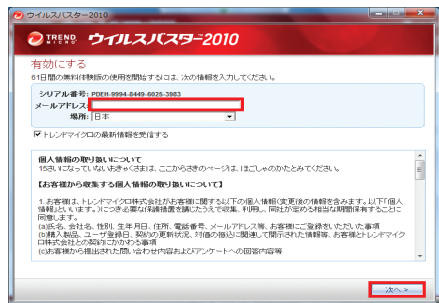 ウイルスバスター2010
TREND MICRO ウイルスバスター2010
有効にする
61日間の無料体験版の使用を開始するには、次の情報を入力してください。
シリアル番号: PDEH-9994-8449-6025-3983
メールアドレス:
場所: 日本
トレンドマイクロの最新情報を受信する
個人情報の取り扱いについて
15さいになっていないおきゃくさまは、ここからさきのページは、ほごしゃのかたとみてください。
【お客様から収集する個人情報の取り扱いについて】
1.お客様は、トレンドマイクロ株式会社がお客様に関する以下の個人情報(変更後の情報を含みます。以下「個人
情報」といいます。)につき必要な保護措置を講じたうえで収集、利用し、同社が定める相当な期間保有することに
同意します。
(a)氏名、会社名、性別、生年月日、住所、電話番号、メールアドレス等、お客様にご登録をいただいた事項
(b)購入製品、ユーザ登録日、契約の更新状況、対価の振込に関連して開示された情報等、お客様とトレンドマイク
ロ株式会社との契約にかかわる事項
(c)お客様から提出された問い合わせ内容およびアンケートへの回答内容等
次へ >